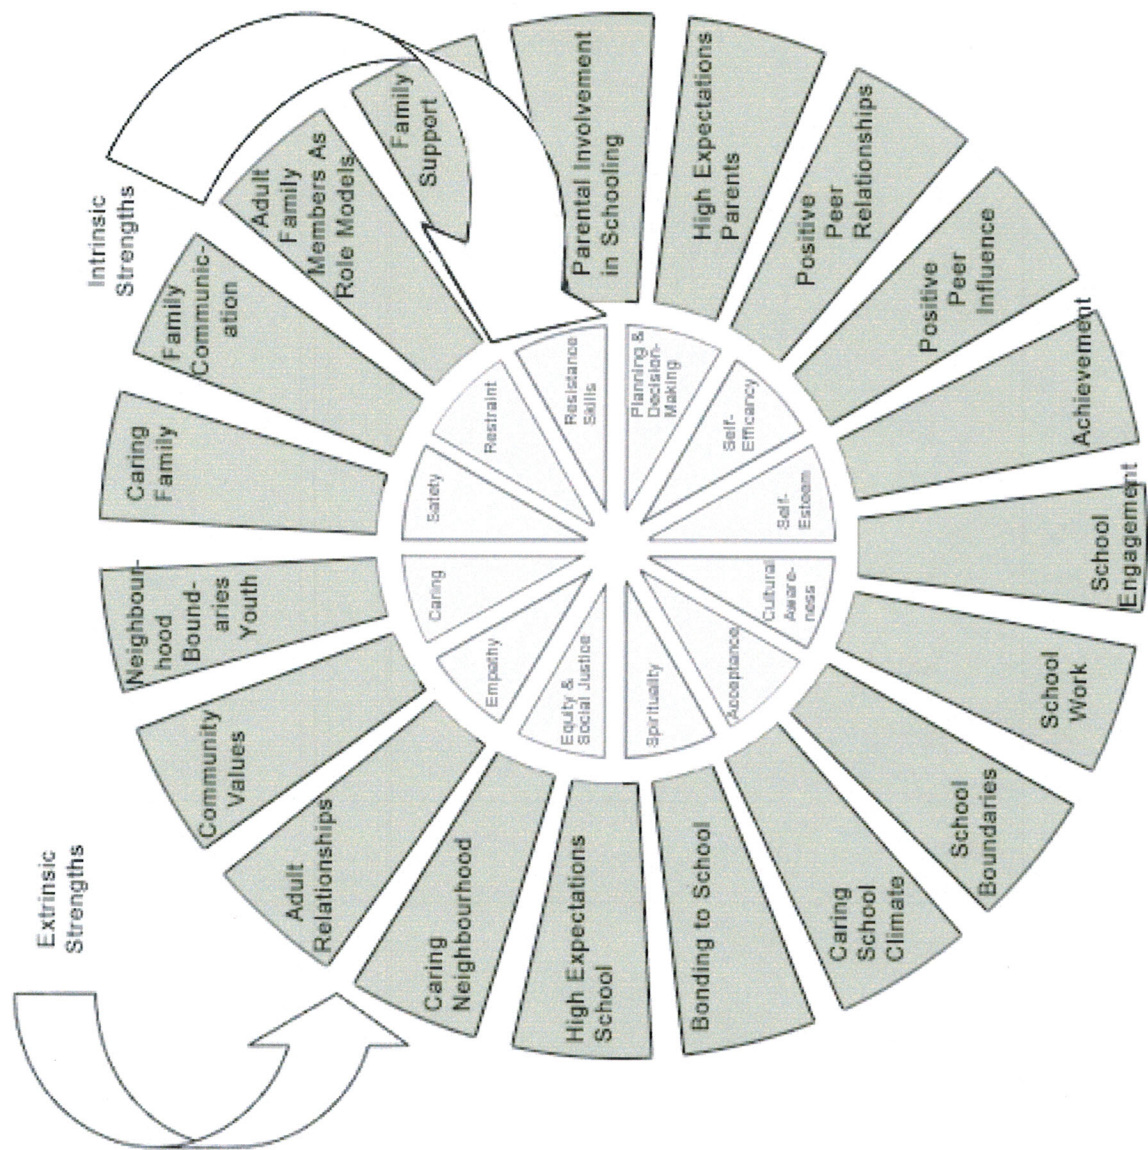 Extrinsic
Strengths
Intrinsic
Strengths
Caring
Family
Family
Communic-
ation
Adult
Family
Members As
Role Models
Family
Support
Parental Involvement
in Schooling
High Expectations
Parents
Positive
Peer
Relationships
Positive
Peer
Influence
Achievement
School
Engagement
School
Work
School
Boundaries
Caring
School
Climate
Bonding to School
High Expectations
School
Caring
Neighbourhood
Adult
Relationships
Community
Values
Neighbour-
hood
Bound-
aries
Youth
Safety
Restraint
Resistance
Skills
Planning &
Decision-
Making
Self-
Efficancy
Self-
Esteem
Cultural
Aware-
ness
Acceptance
Spirituality
Equity &
Social Justice
Empathy
Caring